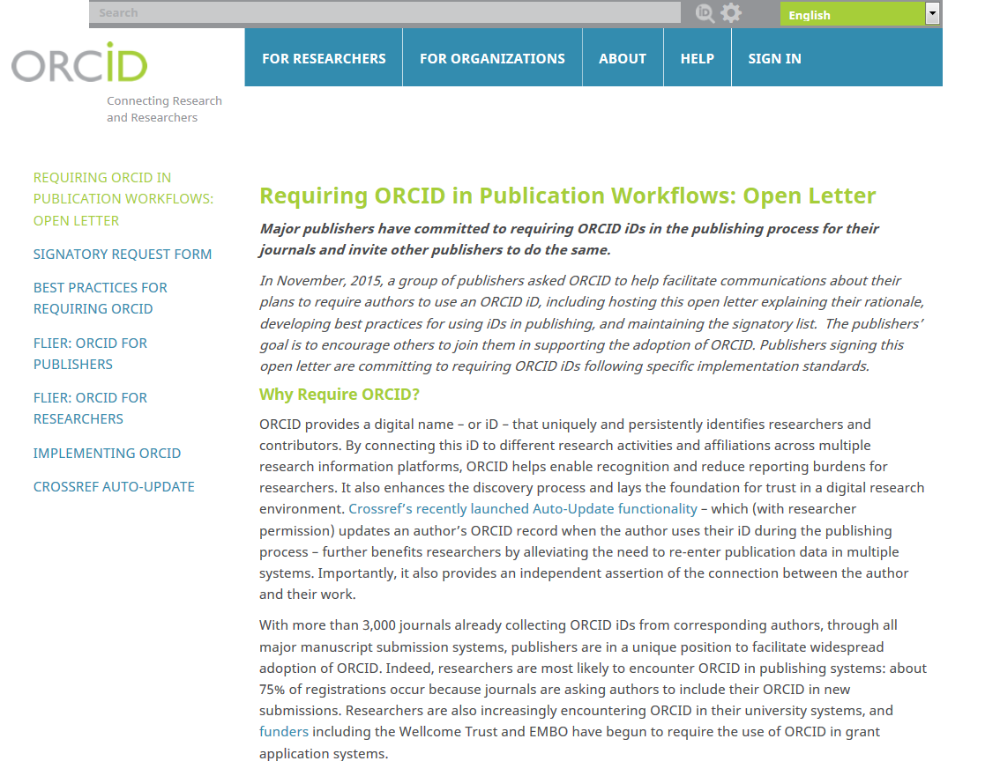 Search
iD
English
ORCiD
FOR RESEARCHERS
FOR ORGANIZATIONS
ABOUT
HELP
SIGN IN
Connecting Research
and Researchers
REQUIRING ORCID IN
PUBLICATION WORKFLOWS:
OPEN LETTER
SIGNATORY REQUEST FORM
BEST PRACTICES FOR
REQUIRING ORCID
FLIER: ORCID FOR
PUBLISHERS
FLIER: ORCID FOR
RESEARCHERS
IMPLEMENTING ORCID
CROSSREF AUTO-UPDATE
Requiring ORCID in Publication Workflows: Open Letter
Major publishers have committed to requiring ORCID iDs in the publishing process for their
journals and invite other publishers to do the same.
In November, 2015, a group of publishers asked ORCID to help facilitate communications about their
plans to require authors to use an ORCID iD, including hosting this open letter explaining their rationale,
developing best practices for using iDs in publishing, and maintaining the signatory list.  The publishers’
goal is to encourage others to join them in supporting the adoption of ORCID. Publishers signing this
open letter are committing to requiring ORCID iDs following specific implementation standards.
Why Require ORCID?
ORCID provides a digital name – or iD – that uniquely and persistently identifies researchers and
contributors. By connecting this iD to different research activities and affiliations across multiple
research information platforms, ORCID helps enable recognition and reduce reporting burdens for
researchers. It also enhances the discovery process and lays the foundation for trust in a digital research
environment. Crossref’s recently launched Auto-Update functionality – which (with researcher
permission) updates an author’s ORCID record when the author uses their iD during the publishing
process – further benefits researchers by alleviating the need to re-enter publication data in multiple
systems. Importantly, it also provides an independent assertion of the connection between the author
and their work.
With more than 3,000 journals already collecting ORCID iDs from corresponding authors, through all
major manuscript submission systems, publishers are in a unique position to facilitate widespread
adoption of ORCID. Indeed, researchers are most likely to encounter ORCID in publishing systems: about
75% of registrations occur because journals are asking authors to include their ORCID in new
submissions. Researchers are also increasingly encountering ORCID in their university systems, and
funders including the Wellcome Trust and EMBO have begun to require the use of ORCID in grant
application systems.